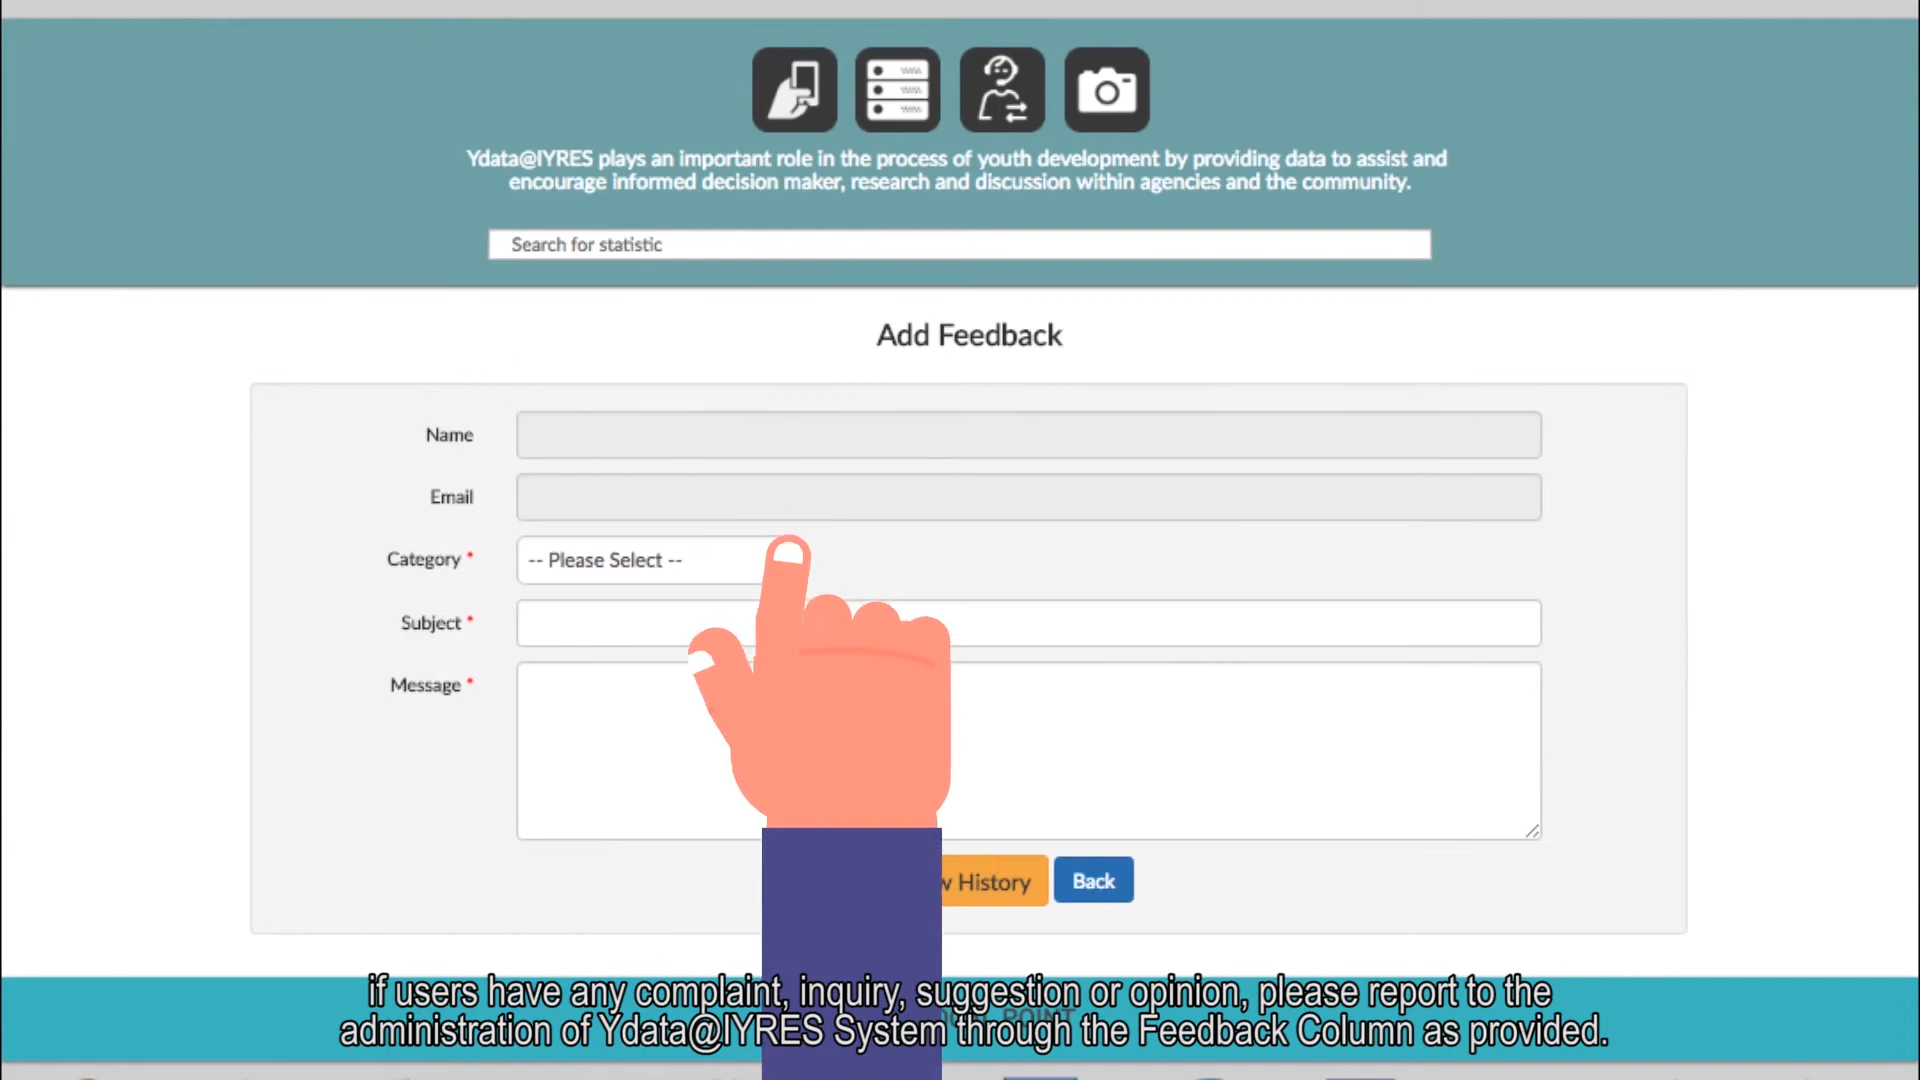 Ydata@IYRES plays an important role in the process of youth development by providing data to assist and
encourage informed decision maker, research and discussion within agencies and the community.
Search for statistic
Add Feedback
Name
Email
Category *
-- Please Select --
Subject *
Message *
History
Back
if users have any complaint, inquiry, suggestion or opinion, please report to the
administration of Ydata@IYRES System through the Feedback Column as provided.